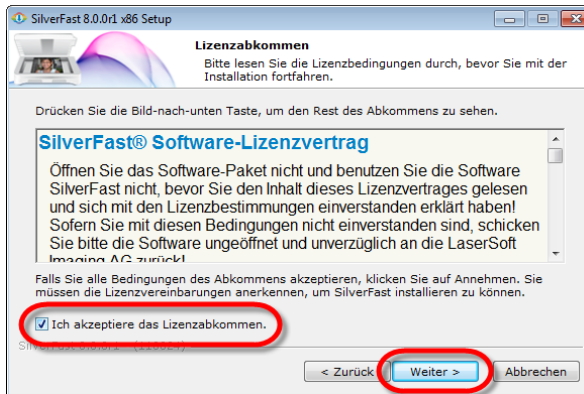 SilverFast 8.0.0r1 x86 Setup
Lizenzabkommen
Bitte lesen Sie die Lizenzbedingungen durch, bevor Sie mit der
Installation fortfahren.
Drücken Sie die Bild-nach-unten Taste, um den Rest des Abkommens zu sehen.
SilverFast® Software-Lizenzvertrag
Öffnen Sie das Software-Paket nicht und benutzen Sie die Software
SilverFast nicht, bevor Sie den Inhalt dieses Lizenzvertrages gelesen
und sich mit den Lizenzbestimmungen einverstanden erklärt haben!
Sofern Sie mit diesen Bedingungen nicht einverstanden sind, schicken
Sie bitte die Software ungeöffnet und unverzüglich an die LaserSoft
Imaging AG zurück!
Falls Sie alle Bedingungen des Abkommens akzeptieren, klicken Sie auf Annehmen. Sie
müssen die Lizenzvereinbarungen anerkennen, um SilverFast installieren zu können.
Ich akzeptiere das Lizenzabkommen.
SilverFast 8.0.0r1
< Zurück Weiter > Abbrechen